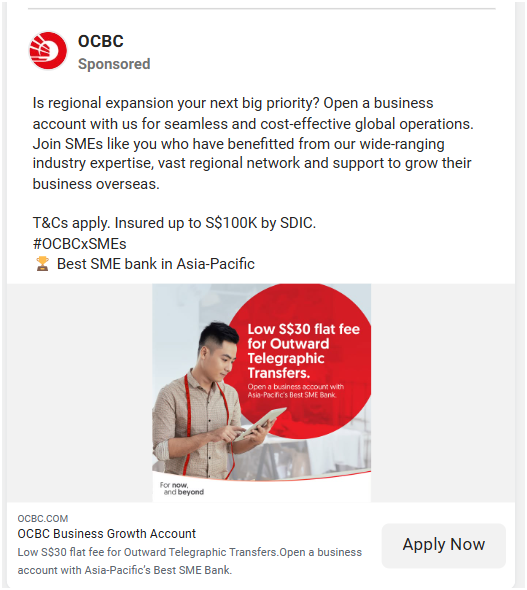 OCBC
Sponsored
Is regional expansion your next big priority? Open a business
account with us for seamless and cost-effective global operations.
Join SMEs like you who have benefitted from our wide-ranging
industry expertise, vast regional network and support to grow their
business overseas.
T&Cs apply. Insured up to S$100K by SDIC.
#OCBCxSMEs
🏆 Best SME bank in Asia-Pacific
Low S$30 flat fee
for Outward
Telegraphic
Transfers.
Open a business account with
Asia-Pacific's Best SME Bank.
For now,
and beyond
OCBC.COM
OCBC Business Growth Account
Low S$30 flat fee for Outward Telegraphic Transfers.Open a business
account with Asia-Pacific's Best SME Bank.
Apply Now